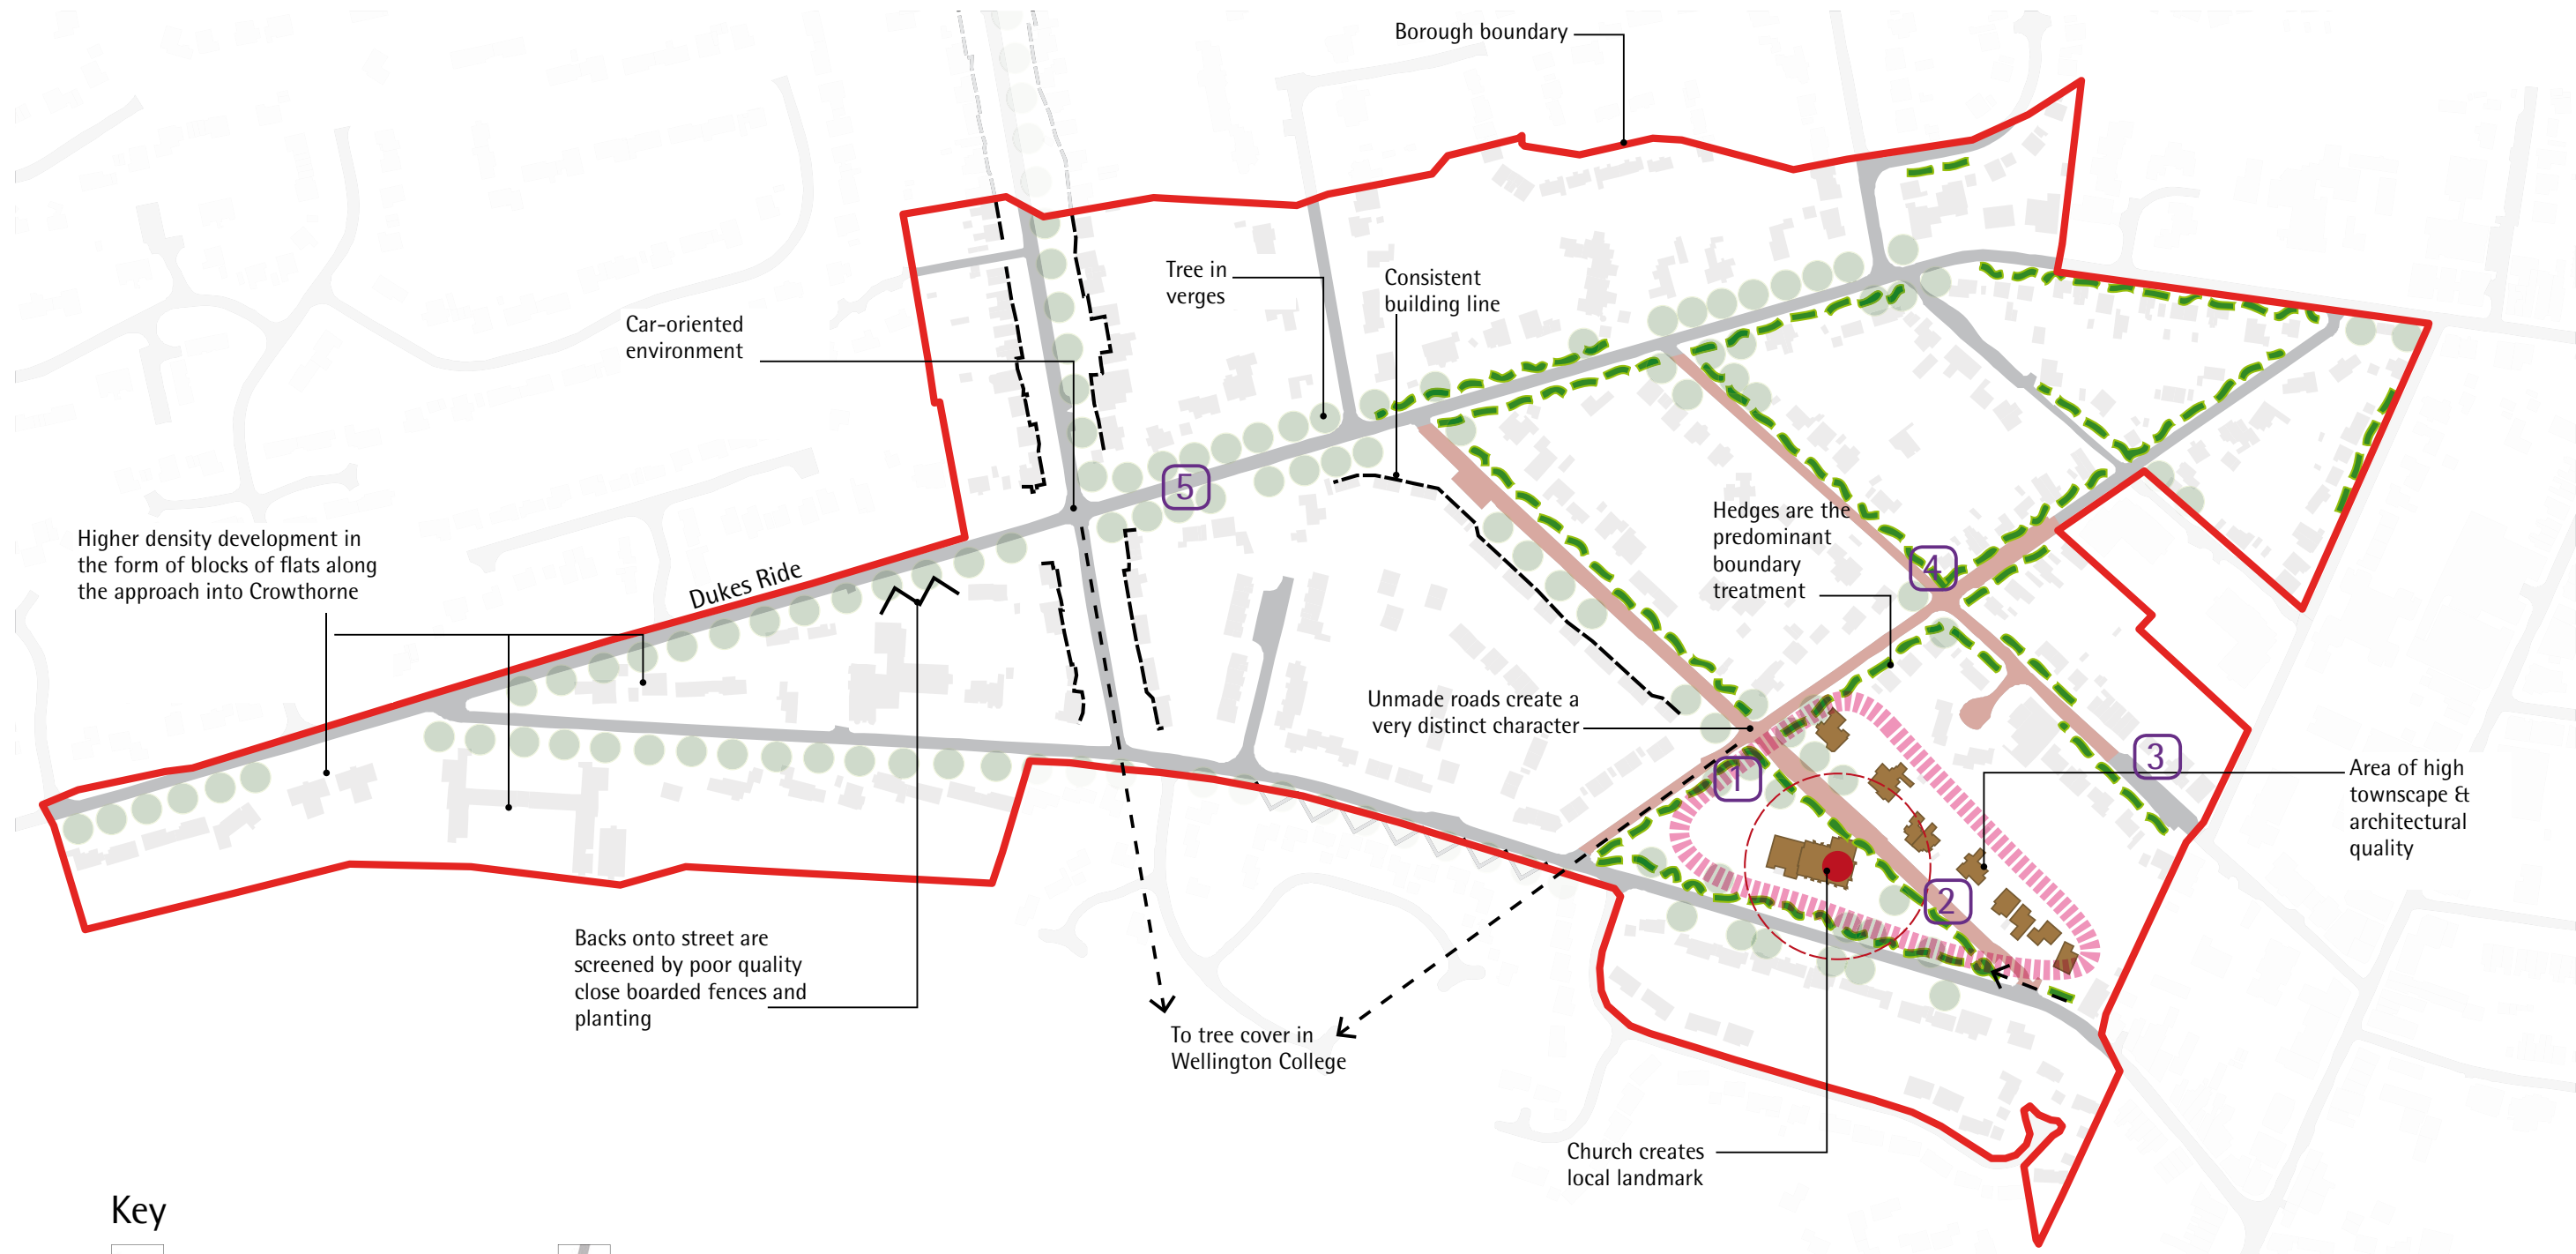 Borough boundary
Tree in
verges
Consistent
building line
Car-oriented
environment
5
Hedges are the
predominant
boundary
treatment
4
Higher density development in
the form of blocks of flats along
the approach into Crowthorne
Dukes Ride
Unmade roads create a
very distinct character
1
3
Area of high
townscape &
architectural
quality
2
Backs onto street are
screened by poor quality
close boarded fences and
planting
To tree cover in
Wellington College
Church creates
local landmark
Key